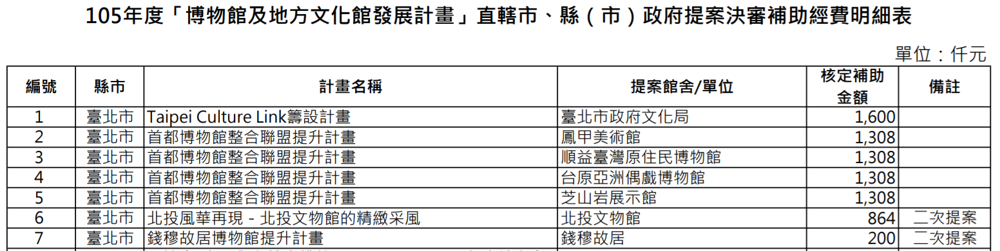 105年度「博物館及地方文化館發展計畫」直轄市、縣（市）政府提案決審補助經費明細表
單位：仟元
編號 縣市 計畫名稱 提案館舍/單位 核定補助金額 備註
1 臺北市 Taipei Culture Link籌設計畫 臺北市政府文化局 1,600
2 臺北市 首都博物館整合聯盟提升計畫 鳳甲美術館 1,308
3 臺北市 首都博物館整合聯盟提升計畫 順益臺灣原住民博物館 1,308
4 臺北市 首都博物館整合聯盟提升計畫 台原亞洲偶戲博物館 1,308
5 臺北市 首都博物館整合聯盟提升計畫 芝山岩展示館 1,308
6 臺北市 北投風華再現－北投文物館的精緻采風 北投文物館 864 二次提案
7 臺北市 錢穆故居博物館提升計畫 錢穆故居 200 二次提案